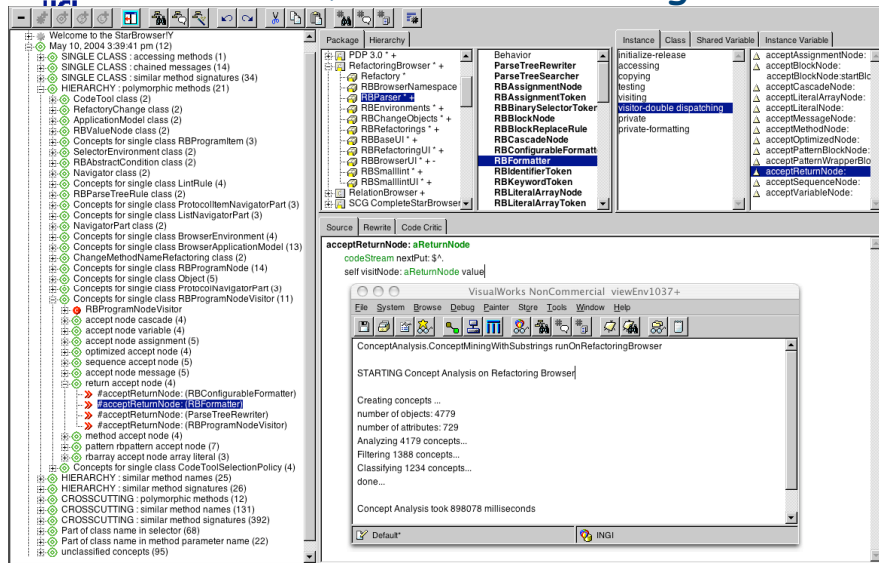 Welcome to the StarBrowser!Y
May 10, 2004 3:39:41 pm (12)
SINGLE CLASS : accessing methods (1)
SINGLE CLASS : chained messages (14)
SINGLE CLASS : similar method signatures (34)
HIERARCHY : polymorphic methods (21)
CodeTool class (2)
RefactoryChange class (2)
ApplicationModel class (2)
RBValueNode class (2)
Concepts for single class RBProgramItem (3)
SelectorEnvironment class (2)
RBAbstractCondition class (2)
Navigator class (2)
Concepts for single class LintRule (4)
RBParseTreeRule class (2)
Concepts for single class ProtocolItemNavigatorPart (3)
Concepts for single class ListNavigatorPart (3)
NavigatorPart class (2)
Concepts for single class BrowserEnvironment (4)
Concepts for single class BrowserApplicationModel (13)
ChangeMethodNameRefactoring class (2)
Concepts for single class RBProgramNode (14)
Concepts for single class Object (5)
Concepts for single class ProtocolNavigatorPart (3)
Concepts for single class RBProgramNodeVisitor (11)
RBProgramNodeVisitor
accept node cascade (4)
accept node variable (4)
accept node assignment (5)
optimized accept node (4)
sequence accept node (5)
accept node message (5)
return accept node (4)
#acceptReturnNode: (RBConfigurableFormatter)
#acceptReturnNode: (RBFormatter)
#acceptReturnNode: (ParseTreeRewriter)
#acceptReturnNode: (RBProgramNodeVisitor)
method accept node (4)
pattern rbpattern accept node (7)
rbarray accept node array literal (3)
Concepts for single class CodeToolSelectionPolicy (4)
HIERARCHY : similar method names (25)
HIERARCHY : similar method signatures (26)
CROSSCUTTING : polymorphic methods (12)
CROSSCUTTING : similar method names (131)
CROSSCUTTING : similar method signatures (392)
Part of class name in selector (68)
Part of class name in method parameter name (22)
unclassified concepts (95)
Package Hierarchy
PDP 3.0 * +
RefactoringBrowser * +
Refactory *
RBBrowserNamespace
RBParser * +
RBEnvironments * +
RBChangeObjects * +
RBRefactorings * +
RBBaseUI * +
RBRefactoringUI * +
RBBrowserUI * + -
RBSmalllint * +
RBSmalllintUI * +
RelationBrowser +
SCG CompleteStarBrowser
Behavior
ParseTreeRewriter
ParseTreeSearcher
RBAssignmentNode
RBAssignmentToken
RBBinarySelectorToken
RBBlockNode
RBBlockReplaceRule
RBCascadeNode
RBConfigurableFormatt
RBFormatter
RBIdentifierToken
RBKeywordToken
RBLiteralArrayNode
RBLiteralArrayToken
Instance Class Shared Variable Instance Variable
initialize-release
accessing
copying
testing
visiting
visitor-double dispatching
private
private-formatting
acceptAssignmentNode:
acceptBlockNode:
acceptBlockNode:startBlo
acceptCascadeNode:
acceptLiteralArrayNode:
acceptLiteralNode:
acceptMessageNode:
acceptMethodNode:
acceptOptimizedNode:
acceptPatternBlockNode:
acceptPatternWrapperBlo
acceptReturnNode:
acceptSequenceNode:
acceptVariableNode:
Source Rewrite Code Critic
acceptReturnNode: aReturnNode
codeStream nextPut: $^.
self visitNode: aReturnNode value
VisualWorks NonCommercial viewEnv1037+
File System Browse Debug Painter Store Tools Window Help
ConceptAnalysis.ConceptMiningWithSubstrings runOnRefactoringBrowser
STARTING Concept Analysis on Refactoring Browser
Creating concepts ...
number of objects: 4779
number of attributes: 729
Analyzing 4179 concepts...
Filtering 1388 concepts...
Classifying 1234 concepts...
done...
Concept Analysis took 898078 milliseconds
Default*
INGI